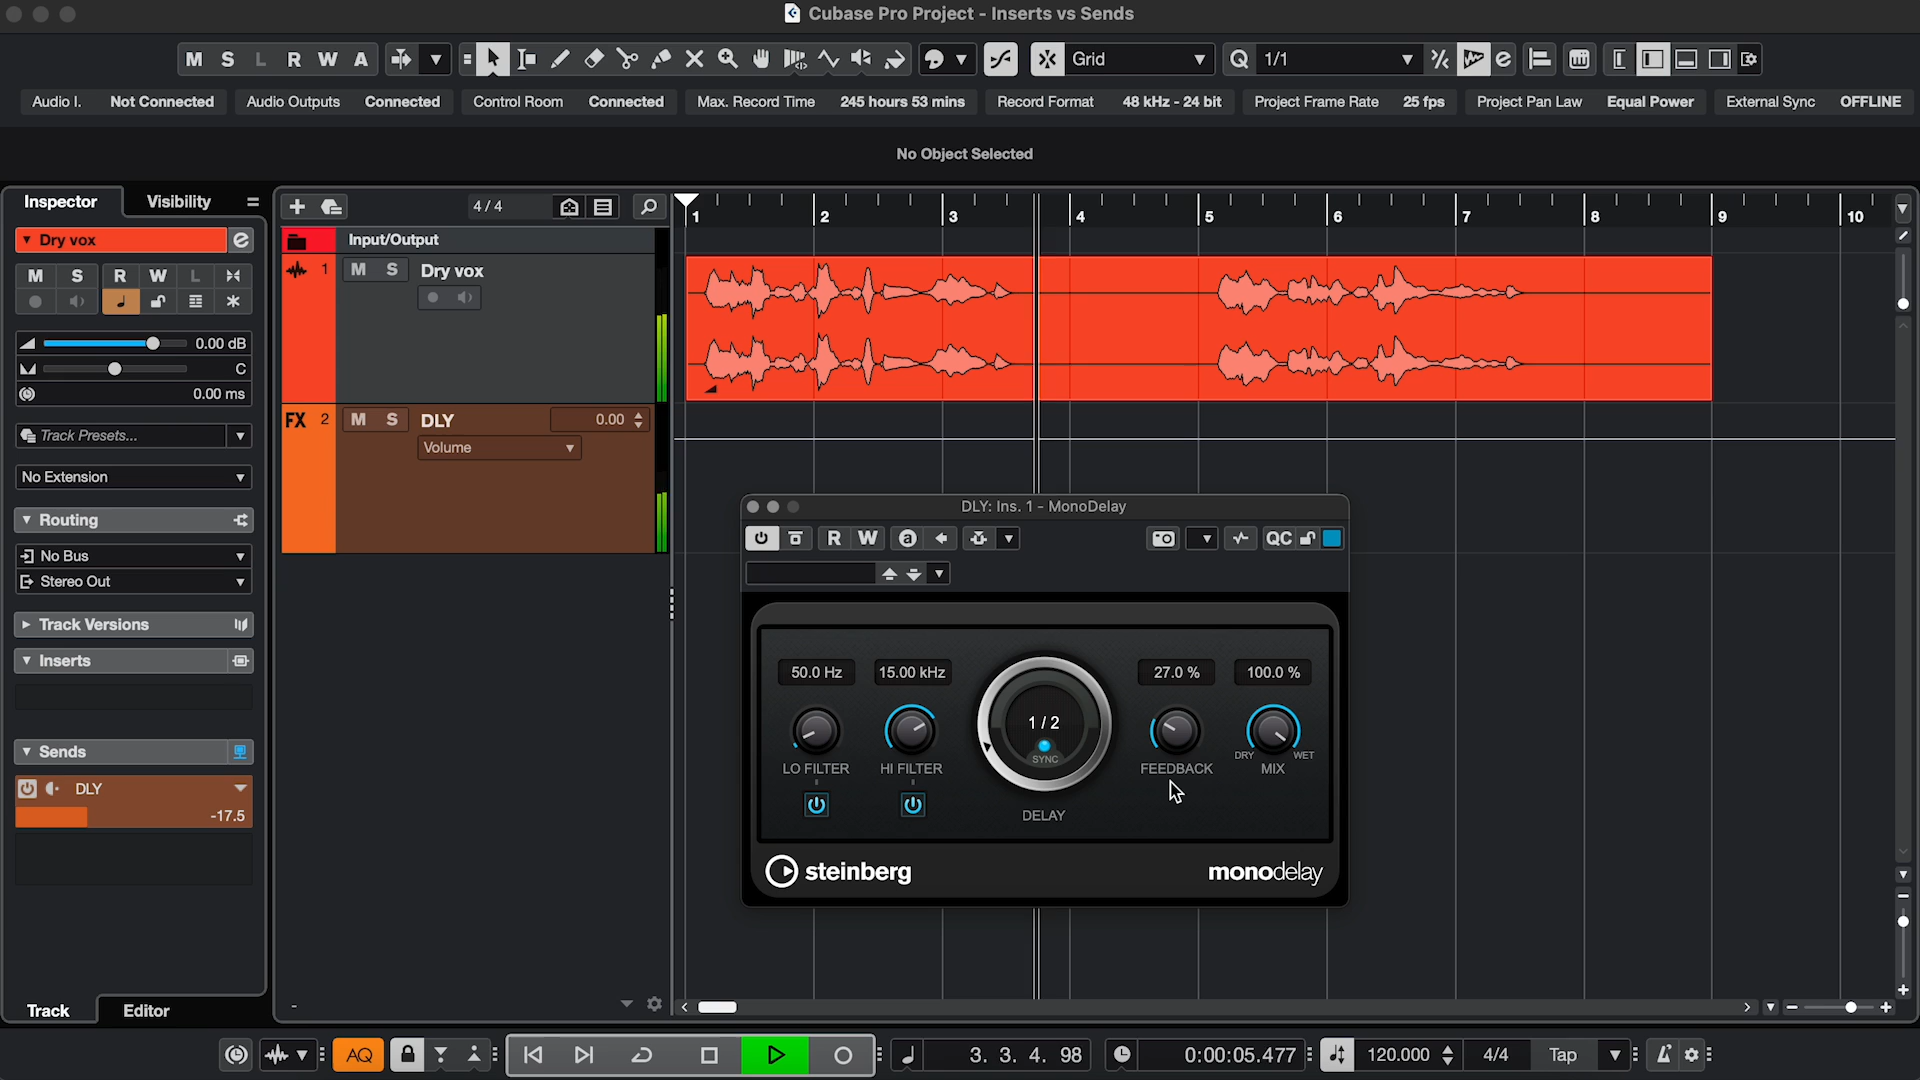 Cubase Pro Project - Inserts vs Sends
M S L R W A Grid 1/1
Audio I. Not Connected Audio Outputs Connected Control Room Connected Max. Record Time 245 hours 53 mins Record Format 48 kHz - 24 bit Project Frame Rate 25 fps Project Pan Law Equal Power External Sync OFFLINE
No Object Selected
Inspector Visibility
Dry vox
M S R W L
0.00 dB
C
0.00 ms
Track Presets...
No Extension
Routing
No Bus
Stereo Out
Track Versions
Inserts
Sends
DLY
-17.5
Track Editor
4/4
Input/Output
1 M S Dry vox
FX 2 M S DLY 0.00
Volume
1 2 3 4 5 6 7 8 9 10
DLY: Ins. 1 - MonoDelay
R W a QC
50.0 Hz 15.00 kHz 27.0 % 100.0 %
1/2
SYNC
DRY WET
LO FILTER HI FILTER FEEDBACK MIX
DELAY
steinberg monodelay
AQ 3. 3. 4. 98 0:00:05.477 120.000 4/4 Tap